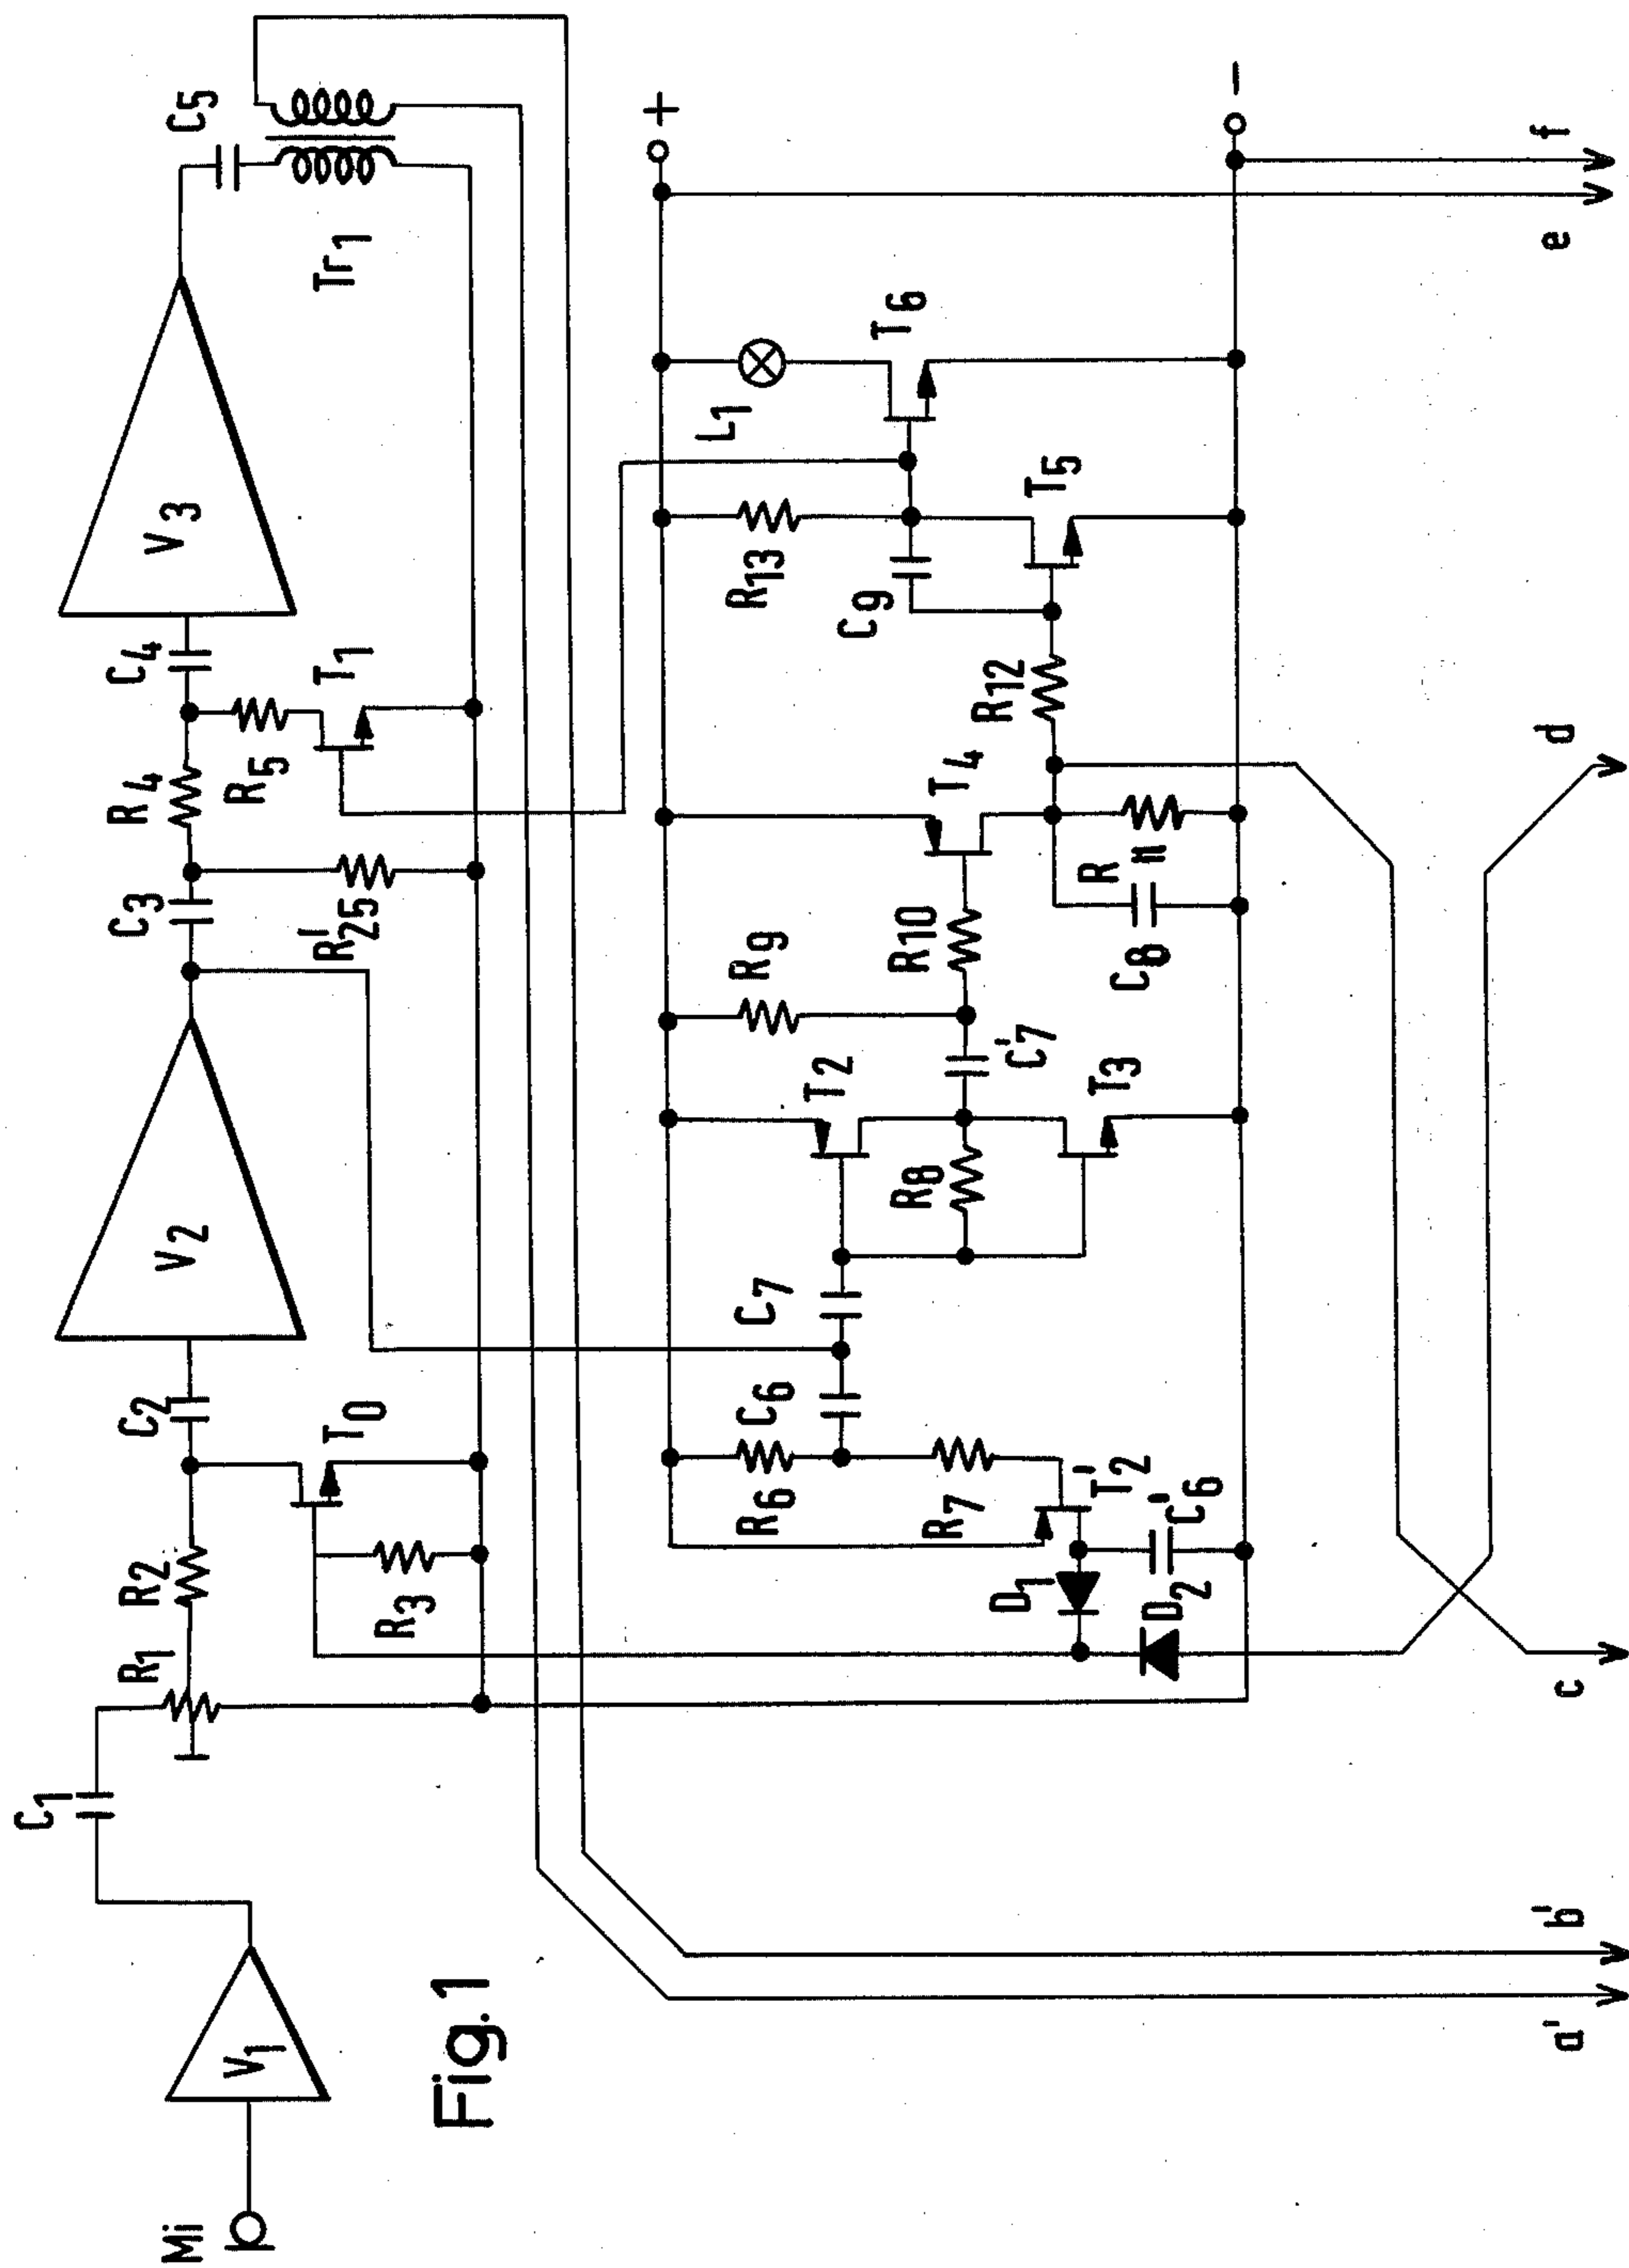 Mi
V1
C1
R1
R2
R3
C2
T0
V2
C3
R'25
R4
R5
T1
C4
V3
C5
Tr1
Fig.1
+
−
R6
C6
R7
T'2
C'6
D1
D2
C7
T2
R8
T3
C'7
R9
R10
T4
R11
C8
R12
C9
R13
T5
L1
T6
a'
b'
c
d
e
f